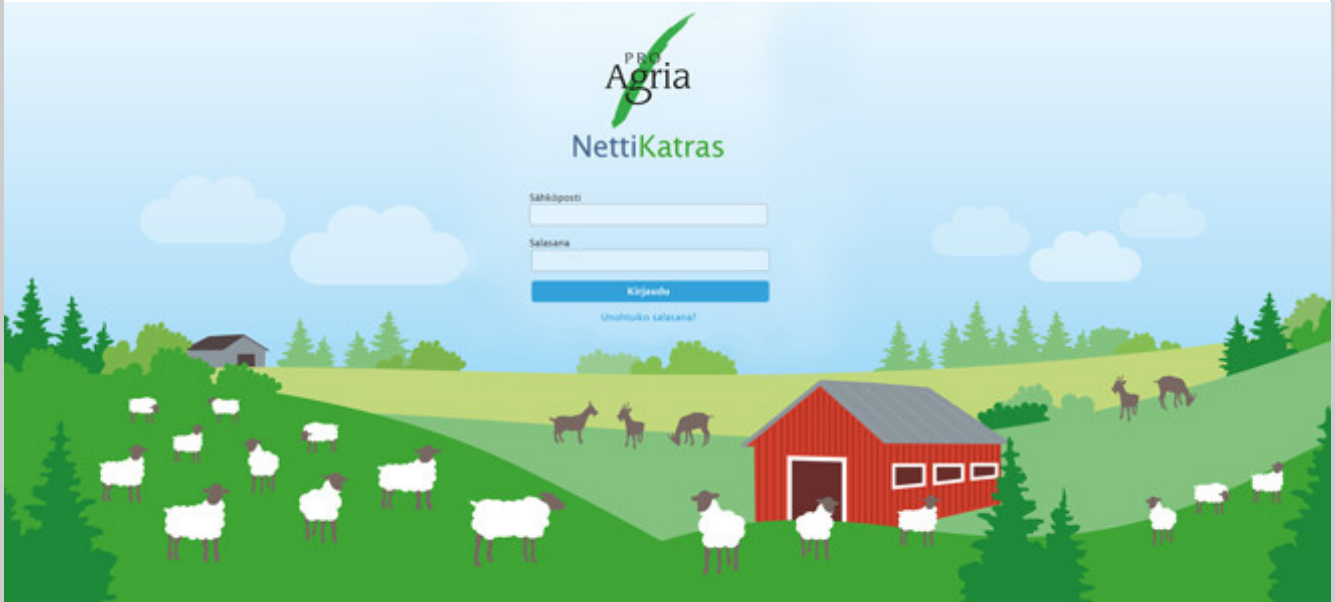 PRO
Agria
NettiKatras
Sähköposti
Salasana
Kirjaudu
Unohtuiko salasana?